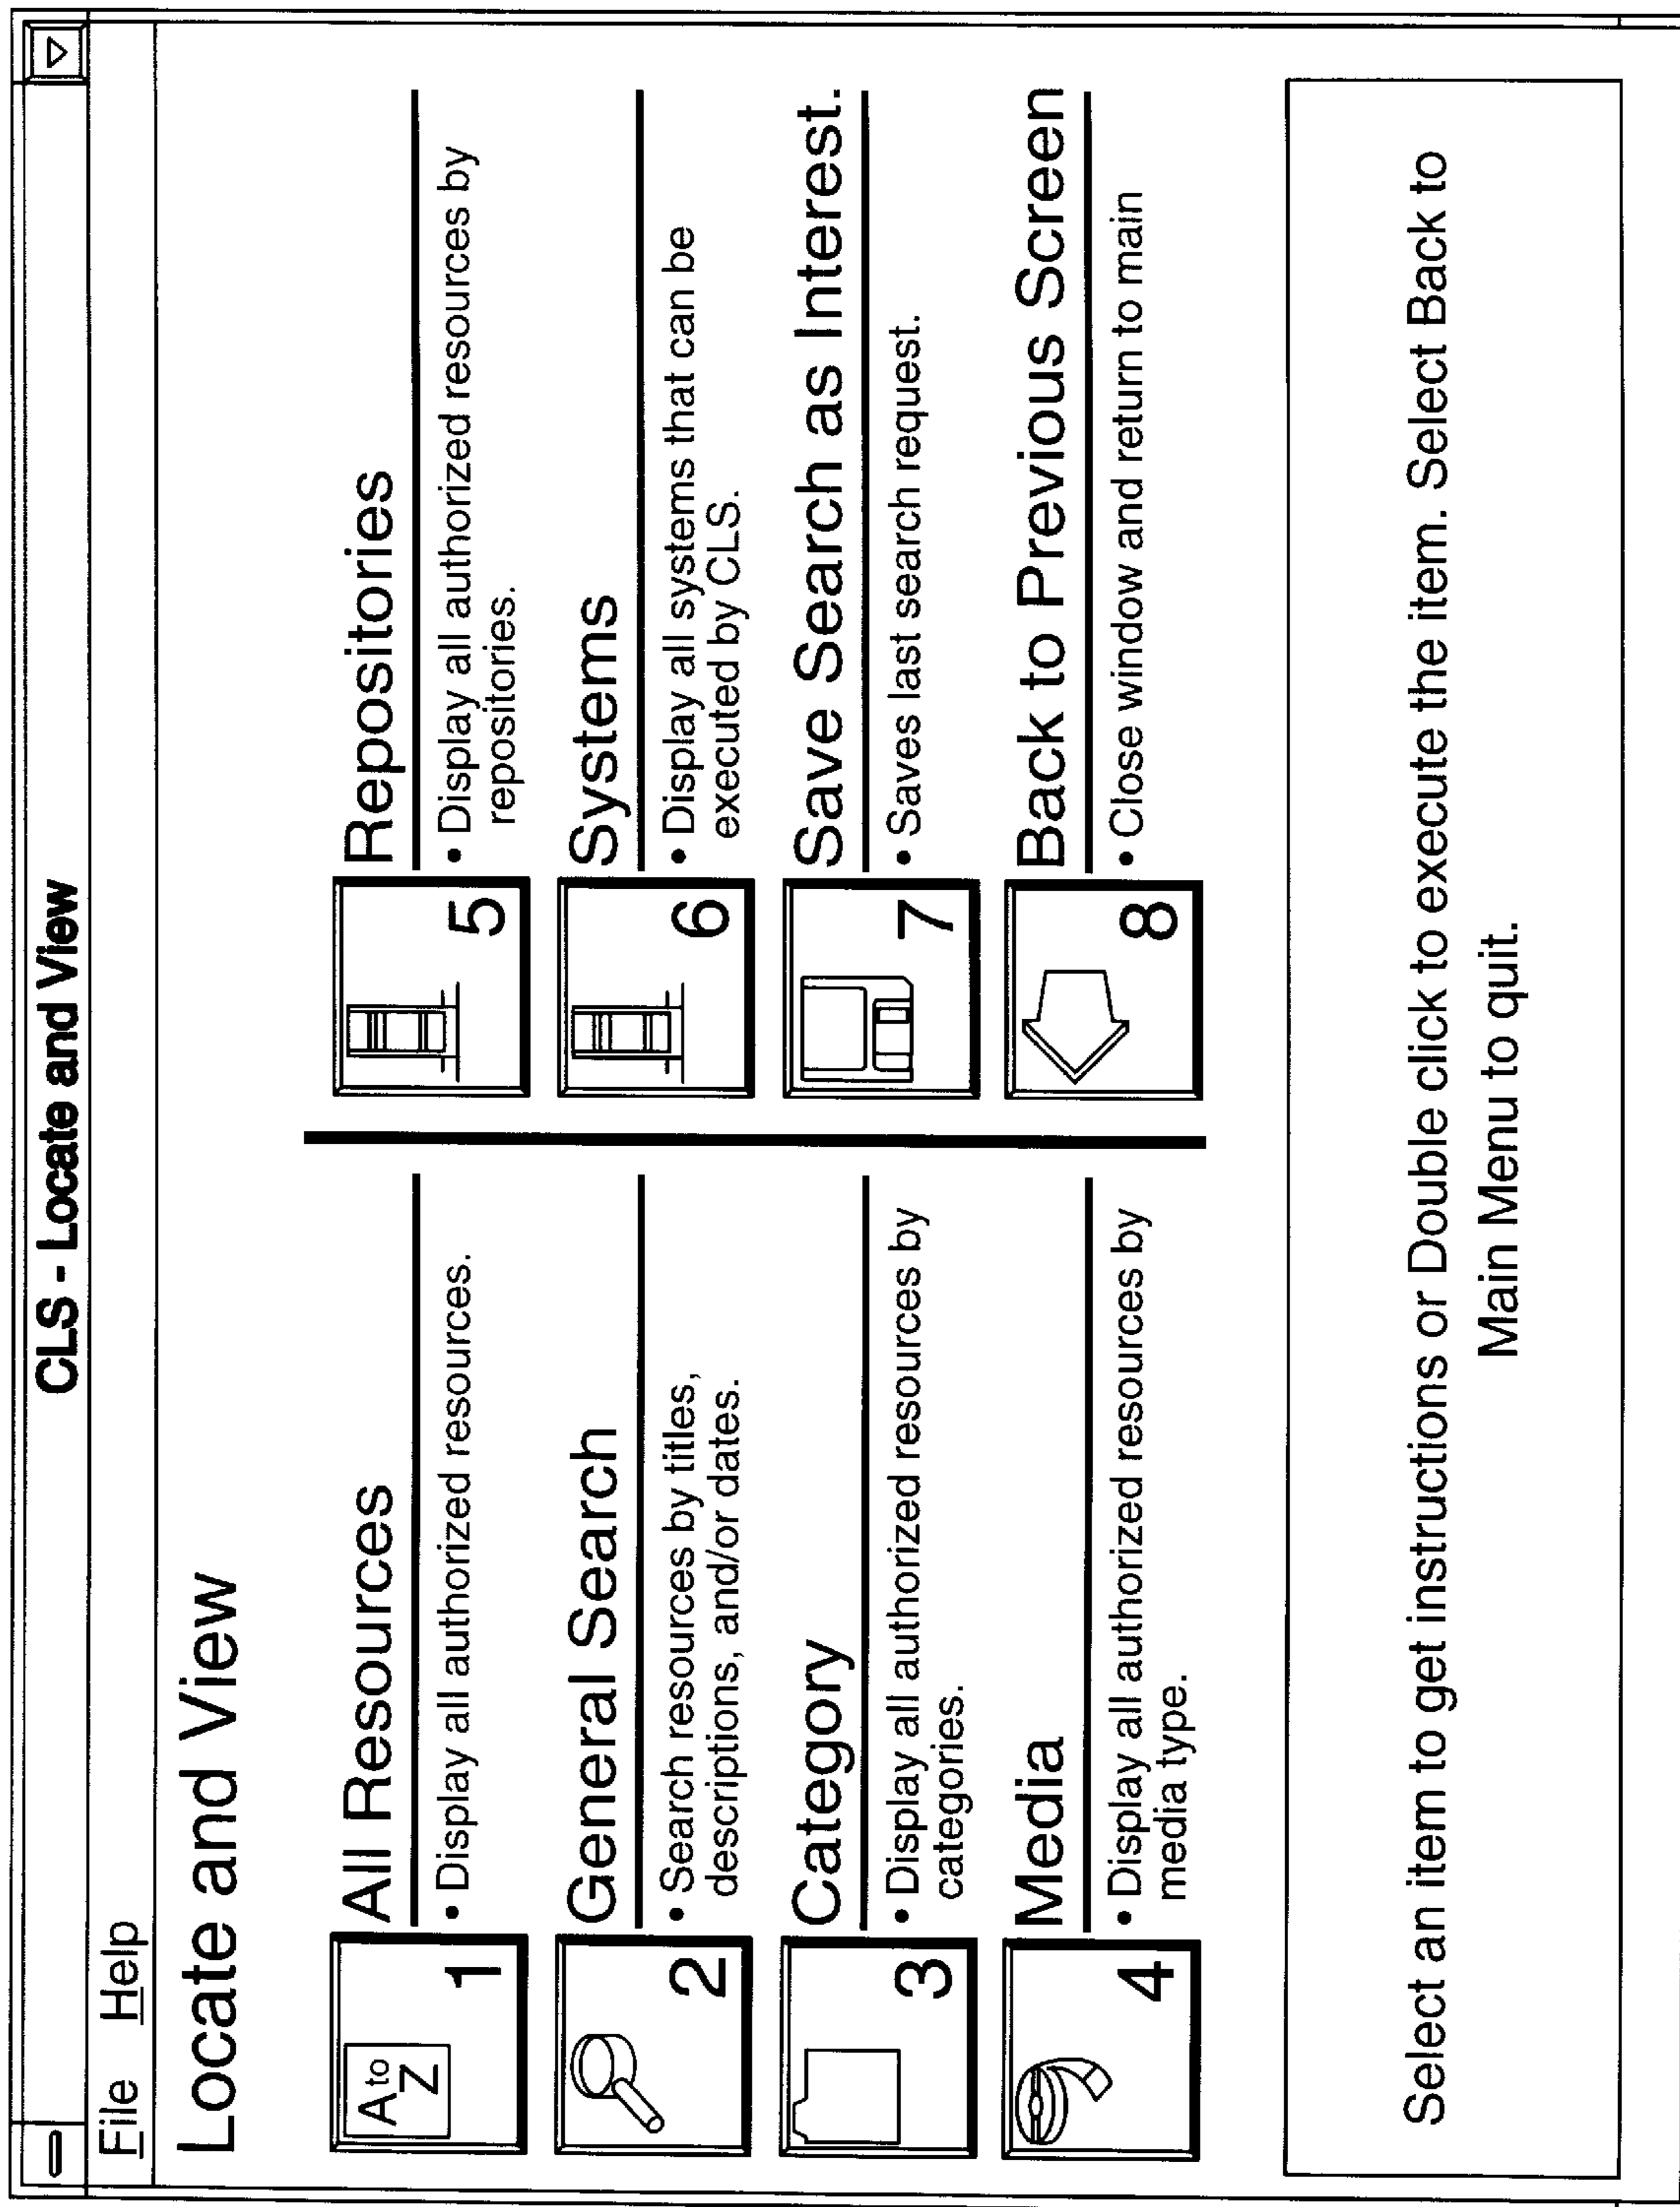 CLS - Locate and View
File Help
Locate and View
A to
Z
1
All Resources
• Display all authorized resources.
2
General Search
• Search resources by titles,
descriptions, and/or dates.
3
Category
• Display all authorized resources by
categories.
4
Media
• Display all authorized resources by
media type.
5
Repositories
• Display all authorized resources by
repositories.
6
Systems
• Display all systems that can be
executed by CLS.
7
Save Search as Interest.
• Saves last search request.
8
Back to Previous Screen
• Close window and return to main
Select an item to get instructions or Double click to execute the item. Select Back to
Main Menu to quit.